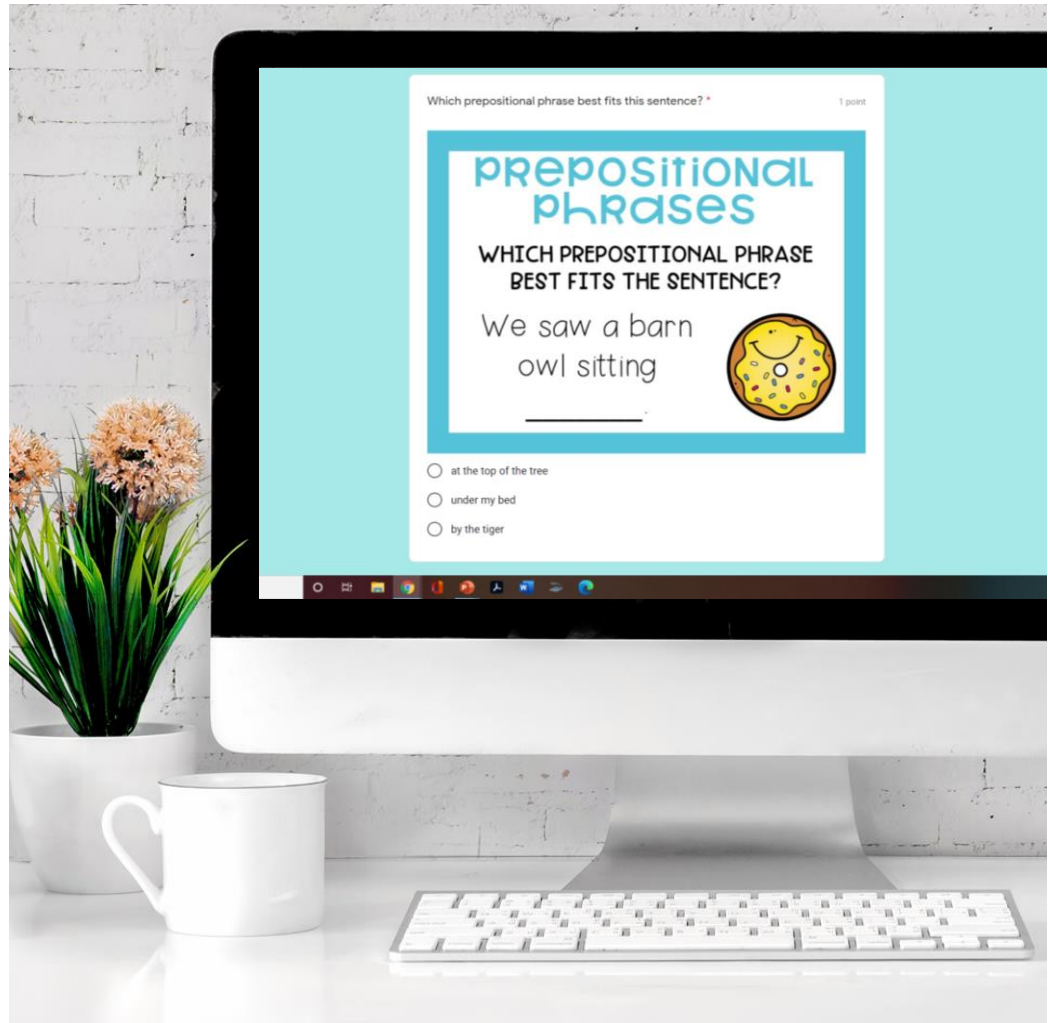 Which prepositional phrase best fits this sentence? *
1 point
PREPOSITIONAL
PHRASES
WHICH PREPOSITIONAL PHRASE
BEST FITS THE SENTENCE?
We saw a barn
owl sitting
____________.
at the top of the tree
under my bed
by the tiger